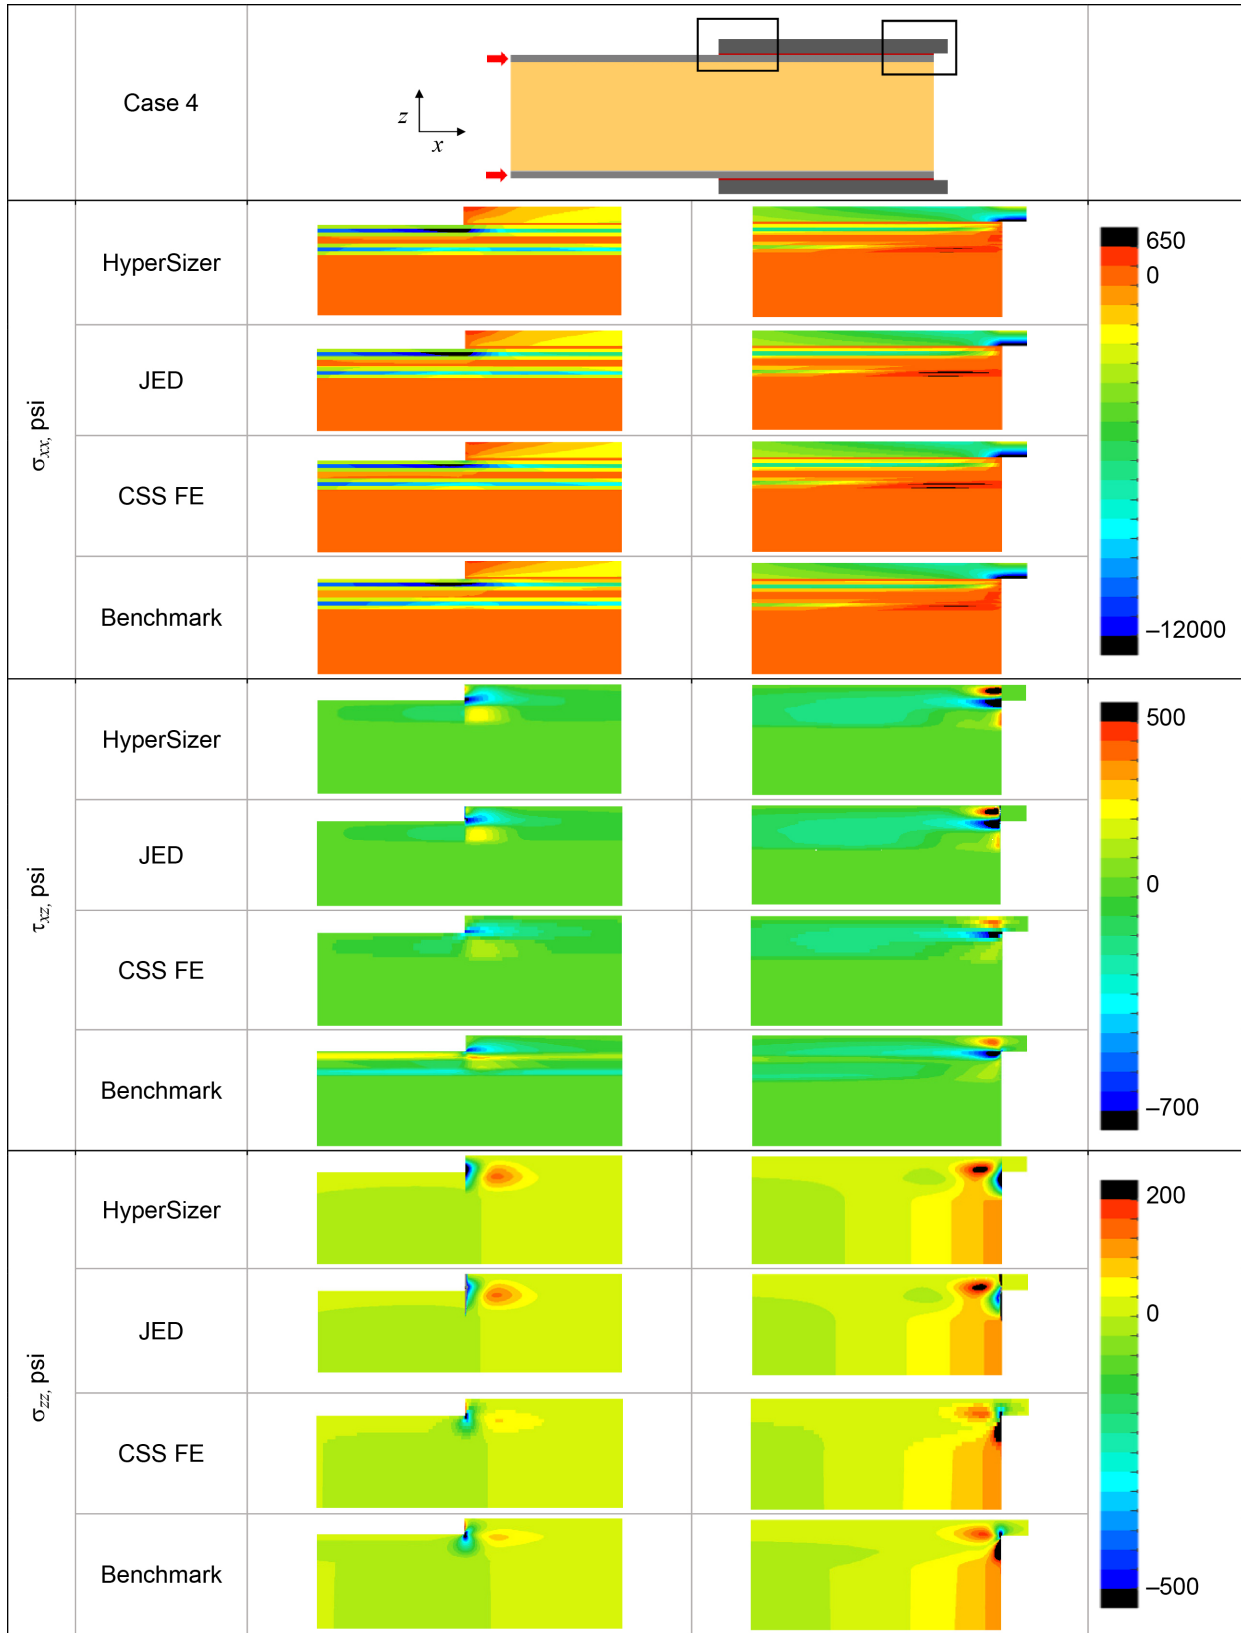 Case 4
z
x
σxx, psi
HyperSizer
JED
CSS FE
Benchmark
650
0
–12000
τxz, psi
HyperSizer
JED
CSS FE
Benchmark
500
0
–700
σzz, psi
HyperSizer
JED
CSS FE
Benchmark
200
0
–500